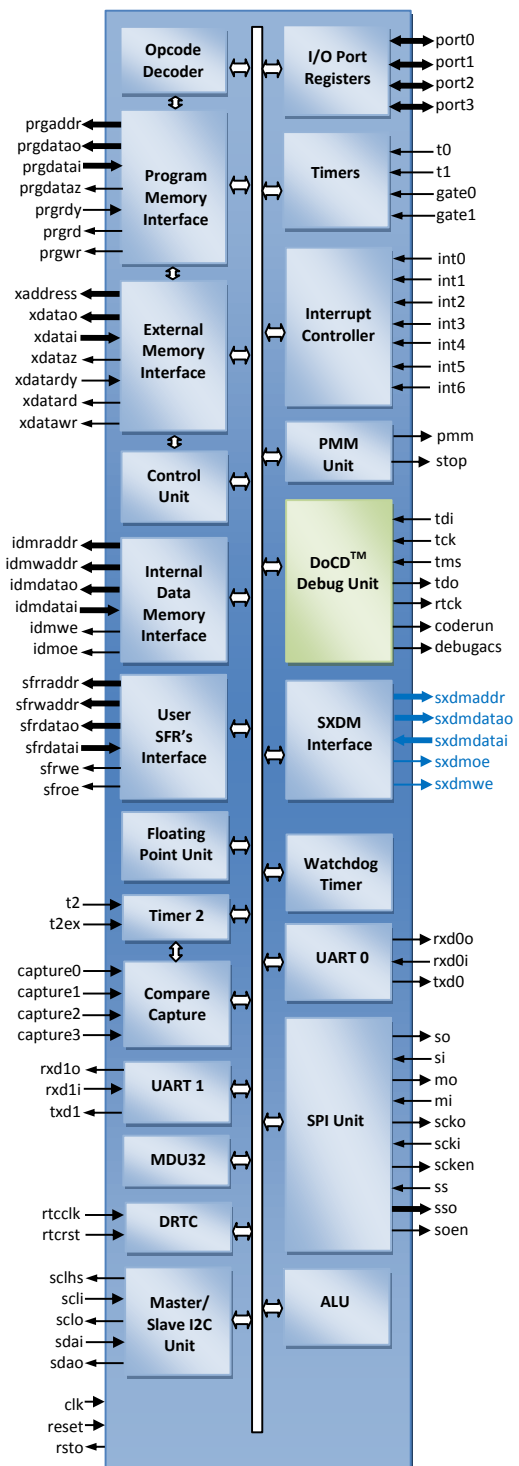 Opcode
Decoder
prgaddr
prgdatao
prgdatai
prgdataz
prgrdy
prgrd
prgwr
Program
Memory
Interface
xaddress
xdatao
xdatai
xdataz
xdatardy
xdatard
xdatawr
External
Memory
Interface
Control
Unit
idmraddr
idmwaddr
idmdatao
idmdatai
idmwe
idmoe
Internal
Data
Memory
Interface
sfrraddr
sfrwaddr
sfrdatao
sfrdatai
sfrwe
sfroe
User
SFR's
Interface
Floating
Point Unit
t2
t2ex
Timer 2
capture0
capture1
capture2
capture3
Compare
Capture
rxd1o
rxd1i
txd1
UART 1
MDU32
rtcclk
rtcrst
DRTC
sclhs
scli
sclo
sdai
sdao
Master/
Slave I2C
Unit
clk
reset
rsto
I/O Port
Registers
port0
port1
port2
port3
Timers
t0
t1
gate0
gate1
Interrupt
Controller
int0
int1
int2
int3
int4
int5
int6
PMM
Unit
pmm
stop
DoCD™
Debug Unit
tdi
tck
tms
tdo
rtck
coderun
debugacs
SXDM
Interface
sxdmaddr
sxdmdatao
sxdmdatai
sxdmoe
sxdmwe
Watchdog
Timer
UART 0
rxd0o
rxd0i
txd0
SPI Unit
so
si
mo
mi
scko
scki
scken
ss
sso
soen
ALU